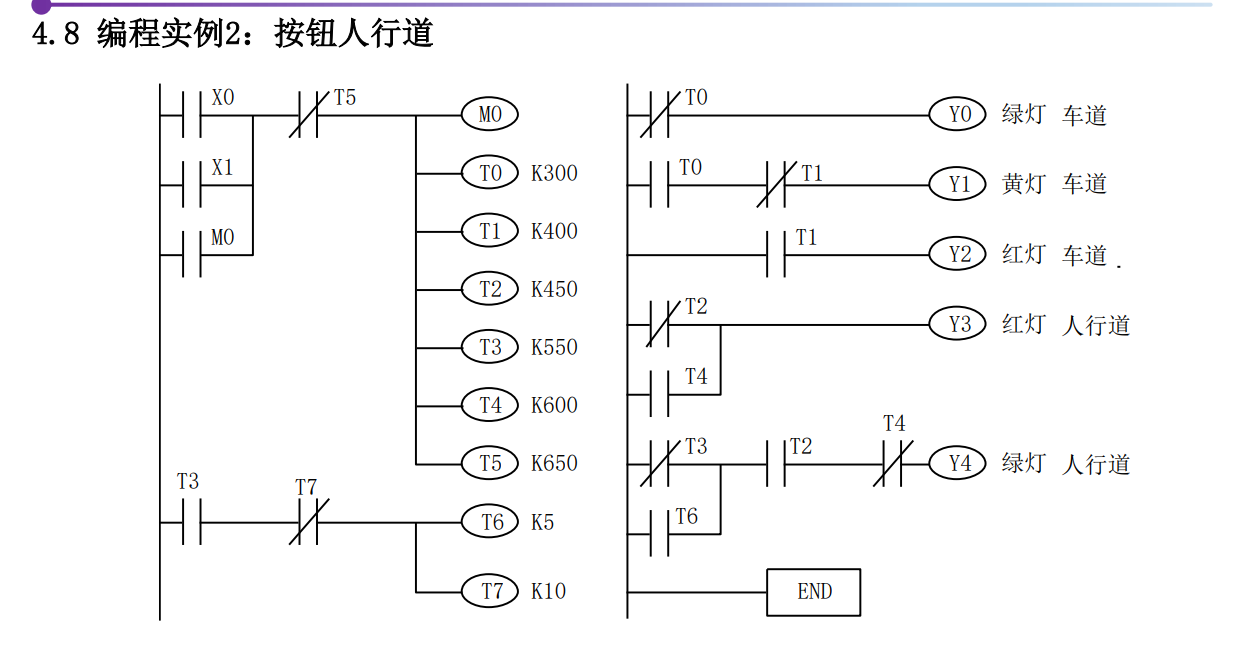 4.8 编程实例2：按钮人行道
X0 T5 M0
T0 K300
X1
T1 K400
M0
T2 K450
T3 K550
T4 K600
T5 K650
T3 T7 T6 K5
T7 K10
T0 Y0 绿灯 车道
T0 T1 Y1 黄灯 车道
T1 Y2 红灯 车道 .
T2 Y3 红灯 人行道
T4
T3 T2 T4 Y4 绿灯 人行道
T6
END